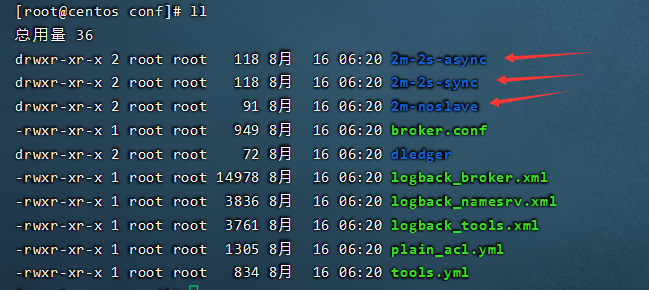 [root@centos conf]# ll
总用量 36
drwxr-xr-x 2 root root 118 8月 16 06:20 2m-2s-async
drwxr-xr-x 2 root root 118 8月 16 06:20 2m-2s-sync
drwxr-xr-x 2 root root 91 8月 16 06:20 2m-noslave
-rwxr-xr-x 1 root root 949 8月 16 06:20 broker.conf
drwxr-xr-x 2 root root 72 8月 16 06:20 dledger
-rwxr-xr-x 1 root root 14978 8月 16 06:20 logback_broker.xml
-rwxr-xr-x 1 root root 3836 8月 16 06:20 logback_namesrv.xml
-rwxr-xr-x 1 root root 3761 8月 16 06:20 logback_tools.xml
-rwxr-xr-x 1 root root 1305 8月 16 06:20 plain_acl.yml
-rwxr-xr-x 1 root root 834 8月 16 06:20 tools.yml